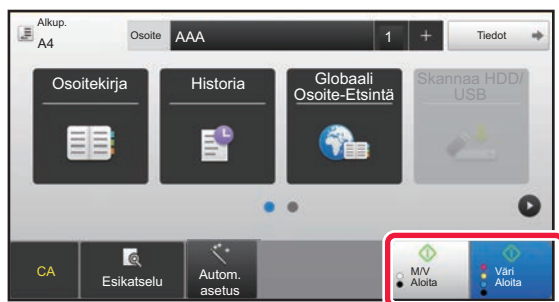 Alkup.
A4
Osoite
AAA
1
+
Tiedot
Osoitekirja
Historia
Globaali
Osoite-Etsintä
Skannaa HDD/
USB
CA
Esikatselu
Autom.
asetus
M/V
Aloita
Väri
Aloita